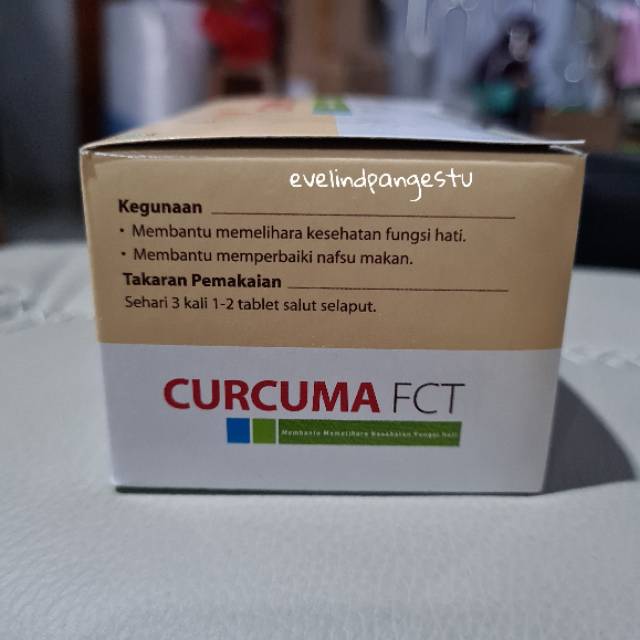 evelindpangestu
Kegunaan
• Membantu memelihara kesehatan fungsi hati.
• Membantu memperbaiki nafsu makan.
Takaran Pemakaian
Sehari 3 kali 1-2 tablet salut selaput.
CURCUMA FCT
Membantu Memelihara Kesehatan Fungsi Hati